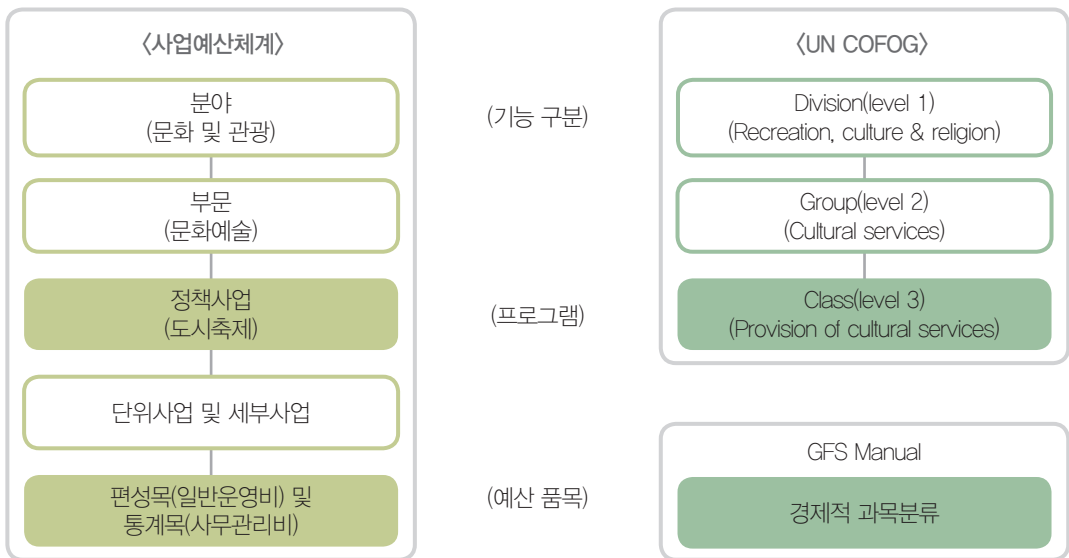 〈사업예산체계〉
분야
(문화 및 관광)
부문
(문화예술)
정책사업
(도시축제)
단위사업 및 세부사업
편성목(일반운영비) 및
통계목(사무관리비)
(기능 구분)
(프로그램)
(예산 품목)
〈UN COFOG〉
Division(level 1)
(Recreation, culture & religion)
Group(level 2)
(Cultural services)
Class(level 3)
(Provision of cultural services)
GFS Manual
경제적 과목분류